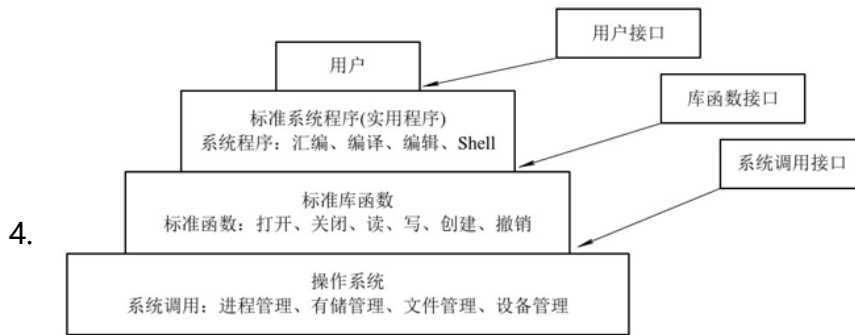 用户接口
用户
库函数接口
标准系统程序(实用程序)
系统程序：汇编、编译、编辑、Shell
系统调用接口
标准库函数
标准函数：打开、关闭、读、写、创建、撤销
4.
操作系统
系统调用：进程管理、有储管理、文件管理、设备管理